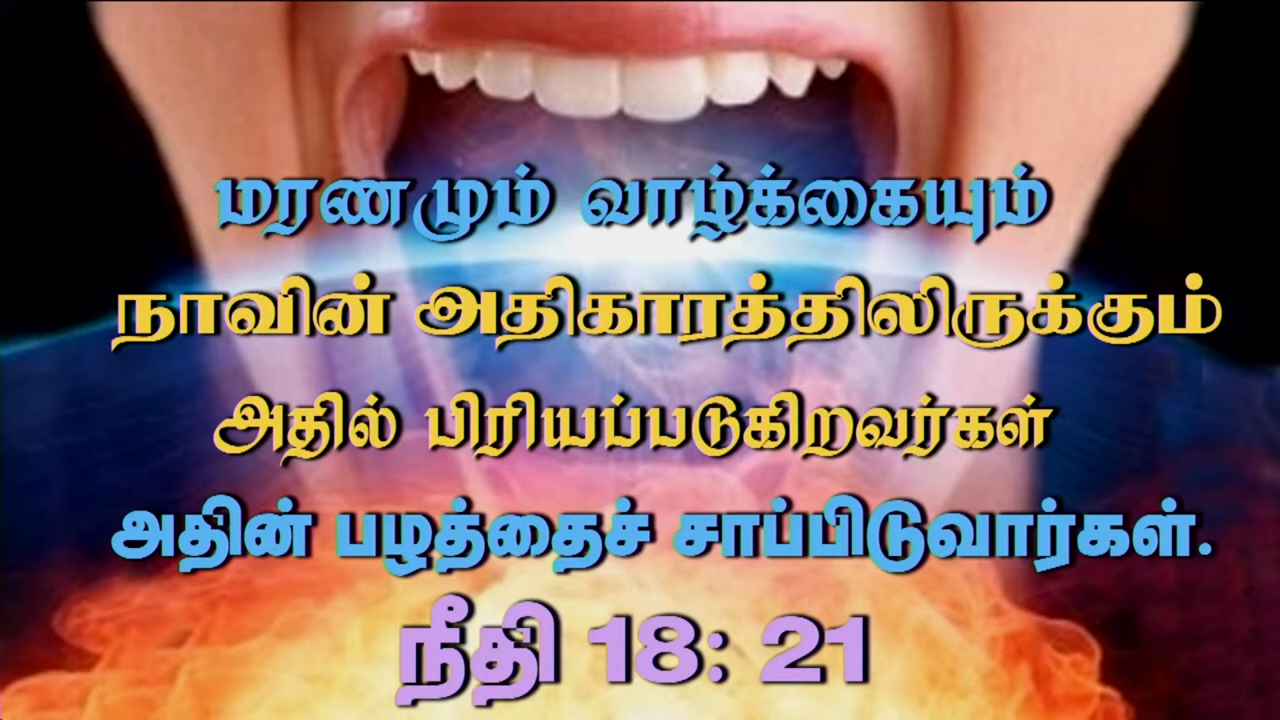 மரணமும் வாழ்க்கையும்
நாவின் அதிகாரத்திலிருக்கும்
அதில் பிரியப்படுகிறவர்கள்
அதின் பழத்தைச் சாப்பிடுவார்கள்.
நீதி 18: 21